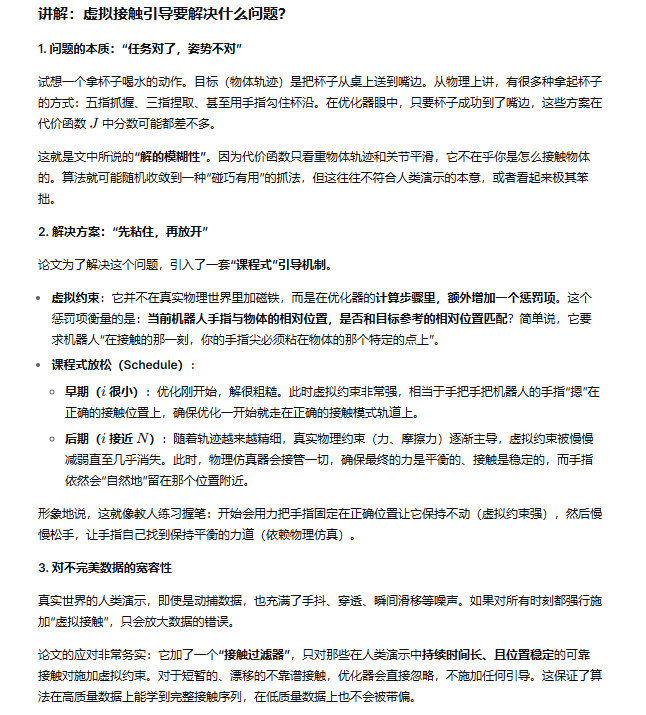 讲解：虚拟接触引导要解决什么问题？
1. 问题的本质：“任务对了，姿势不对”
试想一个拿杯子喝水的动作。目标（物体轨迹）是把杯子从桌上送到嘴边。从物理上讲，有很多种拿起杯子
的方式：五指抓握、三指捏取、甚至用手指勾住杯沿。在优化器眼中，只要杯子成功到了嘴边，这些方案在
代价函数 J 中分数可能都差不多。
这就是文中所说的“解的模糊性”。因为代价函数只看重物体轨迹和关节平滑，它不在乎你是怎么接触物体
的。算法就可能随机收敛到一种“碰巧有用”的抓法，但这往往不符合人类演示的本意，或者看起来极其笨
拙。
2. 解决方案：“先粘住，再放开”
论文为了解决这个问题，引入了一套“课程式”引导机制。
• 虚拟约束：它并不在真实物理世界里加磁铁，而是在优化器的计算步骤里，额外增加一个惩罚项。这个
惩罚项衡量的是：当前机器人手指与物体的相对位置，是否和目标参考的相对位置匹配？简单说，它要
求机器人“在接触的那一刻，你的手指尖必须粘在物体的那个特定的点上”。
• 课程式放松（Schedule）：
○ 早期（i 很小）：优化刚开始，解很粗糙。此时虚拟约束非常强，相当于手把手把机器人的手指“摁”在
正确的接触位置上，确保优化一开始就走在正确的接触模式轨道上。
○ 后期（i 接近 N）：随着轨迹越来越精细，真实物理约束（力、摩擦力）逐渐主导，虚拟约束被慢慢
减弱直至几乎消失。此时，物理仿真器会接管一切，确保最终的力是平衡的、接触是稳定的，而手指
依然会“自然地”留在那个位置附近。
形象地说，这就像教人练习握笔：开始会用力把手指固定在正确位置让它保持不动（虚拟约束强），然后慢
慢松手，让手指自己找到保持平衡的力道（依赖物理仿真）。
3. 对不完美数据的宽容性
真实世界的人类演示，即使是动捕数据，也充满了手抖、穿透、瞬间滑移等噪声。如果对所有时刻都强行施
加“虚拟接触”，只会放大数据的错误。
论文的应对非常务实：它加了一个“接触过滤器”，只对那些在人类演示中持续时间长、且位置稳定的可靠
接触对施加虚拟约束。对于短暂的、漂移的不靠谱接触，优化器会直接忽略，不施加任何引导。这保证了算
法在高质量数据上能学到完整接触序列，在低质量数据上也不会被带偏。